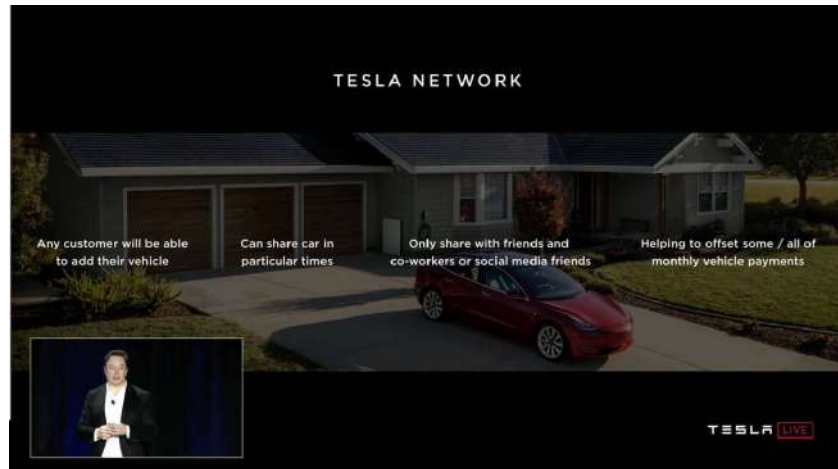 TESLA NETWORK
Any customer will be able
to add their vehicle
Can share car in
particular times
Only share with friends and
co-workers or social media friends
Helping to offset some / all of
monthly vehicle payments
TESLA LIVE